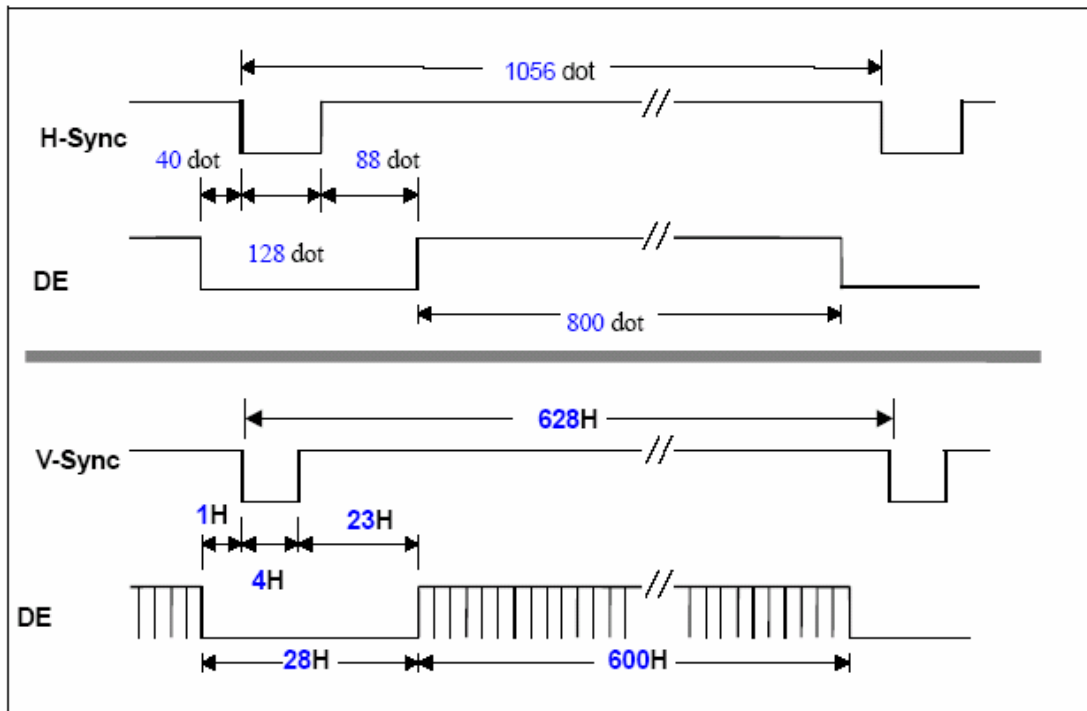 1056 dot
H-Sync
40 dot
88 dot
128 dot
DE
800 dot
628H
V-Sync
1H
23H
4H
DE
28H
600H